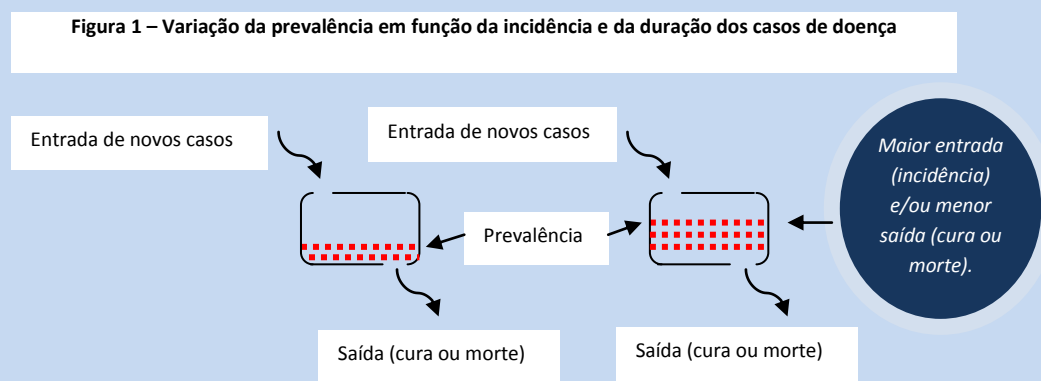 Figura 1 – Variação da prevalência em função da incidência e da duração dos casos de doença
Entrada de novos casos
Entrada de novos casos
Maior entrada
(incidência)
e/ou menor
saída (cura ou
morte).
Prevalência
Saída (cura ou morte)
Saída (cura ou morte)